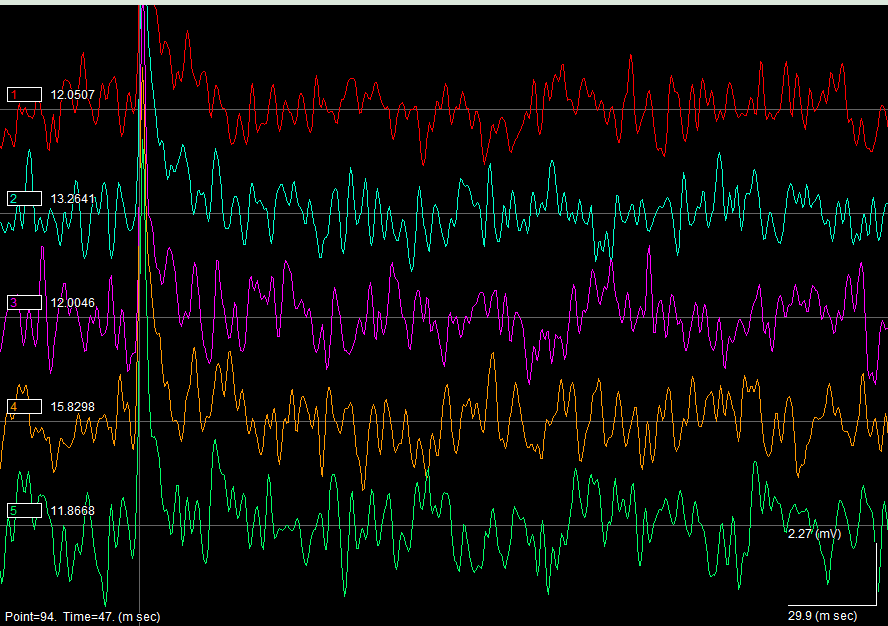 1 12.0507
2 13.2641
3 12.0046
4 15.8298
5 11.8668
2.27 (mV)
Point=94. Time=47. (m sec)
29.9 (m sec)